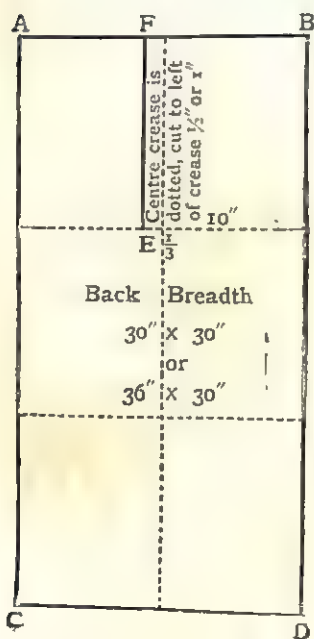 A F B
Centre crease is
dotted, cut to left
of crease ½" or 1"
10"
E ⅓
Back Breadth
30" x 30"
or
36" x 30"
C D